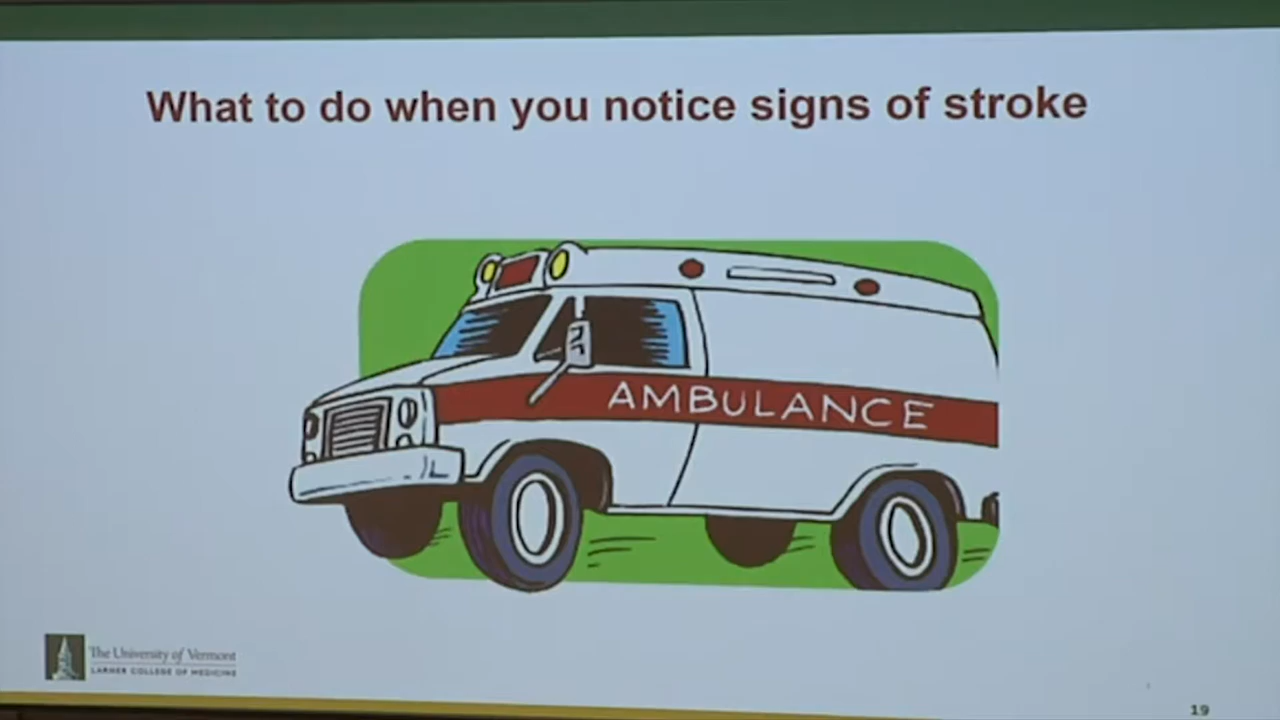 What to do when you notice signs of stroke
AMBULANCE
The University of Vermont
LARNER COLLEGE OF MEDICINE
19